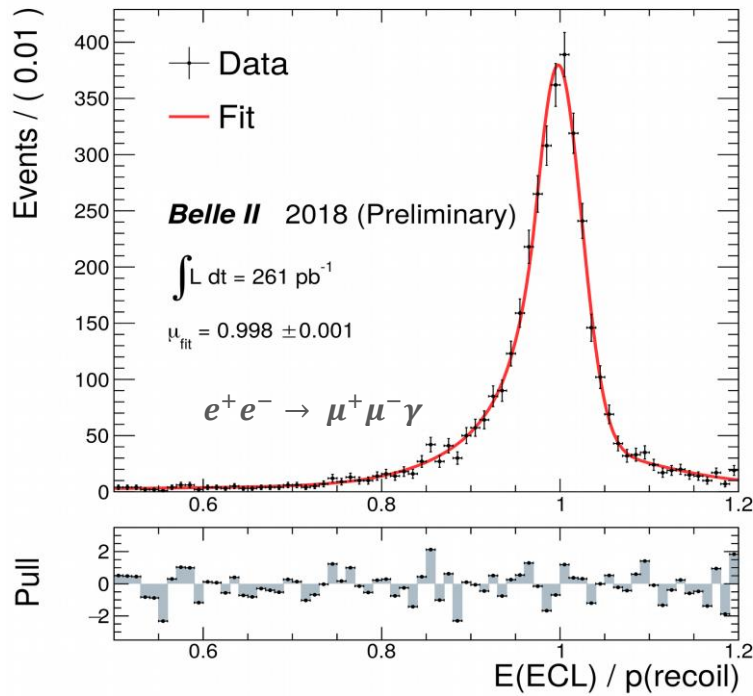 Events / ( 0.01 )
400
350
300
250
200
150
100
50
0
Data
Fit
Belle II 2018 (Preliminary)
∫L dt = 261 pb⁻¹
μfit = 0.998 ±0.001
e⁺e⁻ → μ⁺μ⁻γ
0.6 0.8 1 1.2
Pull
2
0
−2
0.6 0.8 1 1.2
E(ECL) / p(recoil)